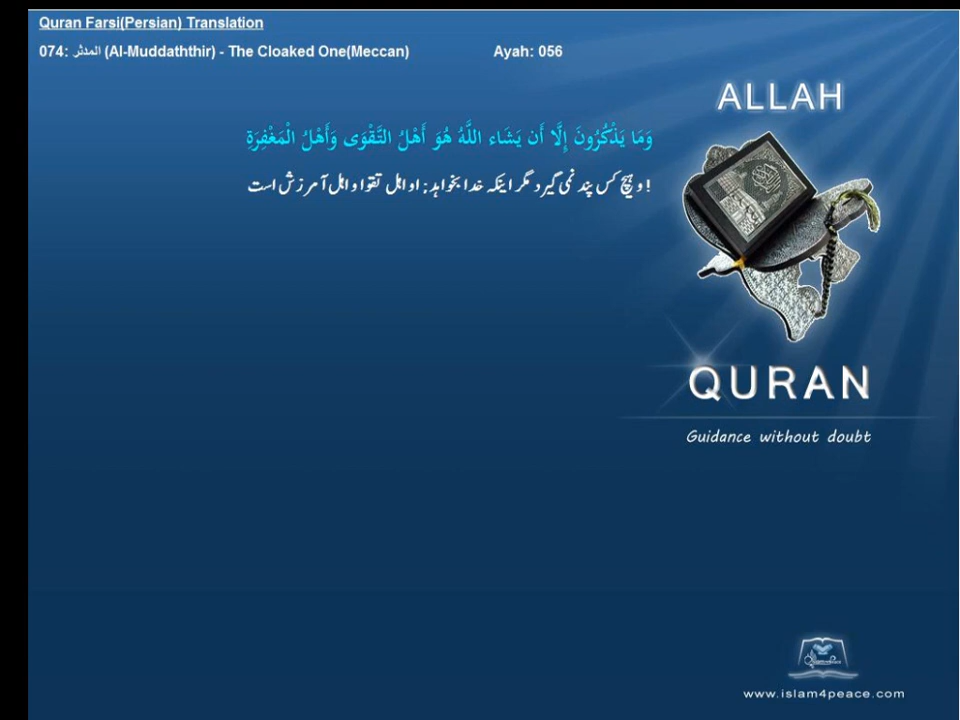 Quran Farsi(Persian) Translation
074: المدثر (Al-Muddaththir) - The Cloaked One(Meccan) Ayah: 056
ALLAH
وَمَا يَذْكُرُونَ إِلَّا أَن يَشَاء اللَّهُ هُوَ أَهْلُ التَّقْوَى وَأَهْلُ الْمَغْفِرَةِ
! و هیچ کس پند نمی گیرد مگر اینکه خدا بخواهد; او اهل تقوا و اهل آمرزش است
QURAN
Guidance without doubt
www.islam4peace.com